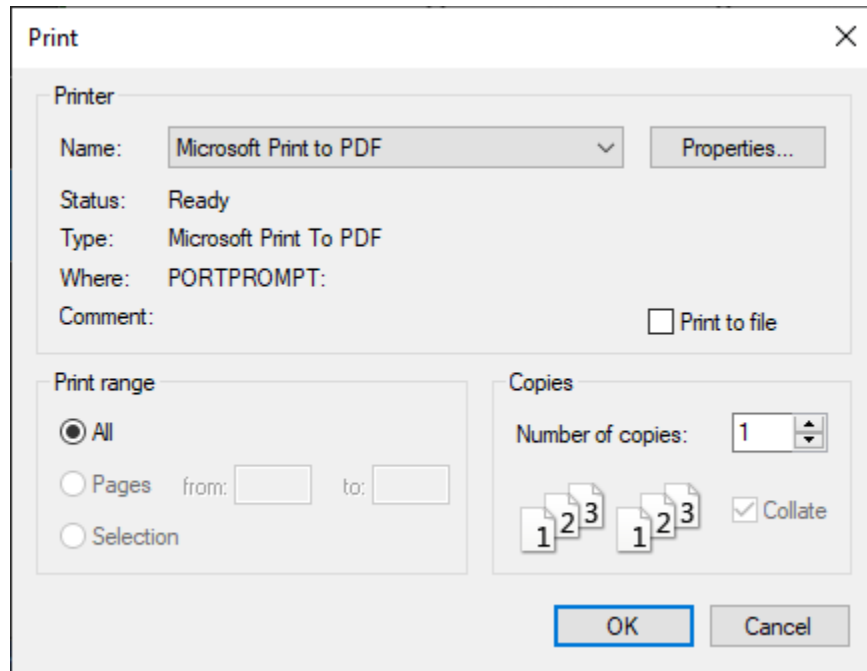 Print
Printer
Name: Microsoft Print to PDF Properties...
Status: Ready
Type: Microsoft Print To PDF
Where: PORTPROMPT:
Comment:
Print to file
Print range
All
Pages from: to:
Selection
Copies
Number of copies: 1
1 2 3 1 2 3
Collate
OK Cancel